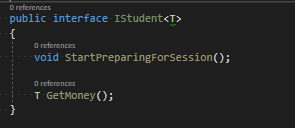 0 references
public interface IStudent<T>
{
0 references
void StartPreparingForSession();
0 references
T GetMoney();
}